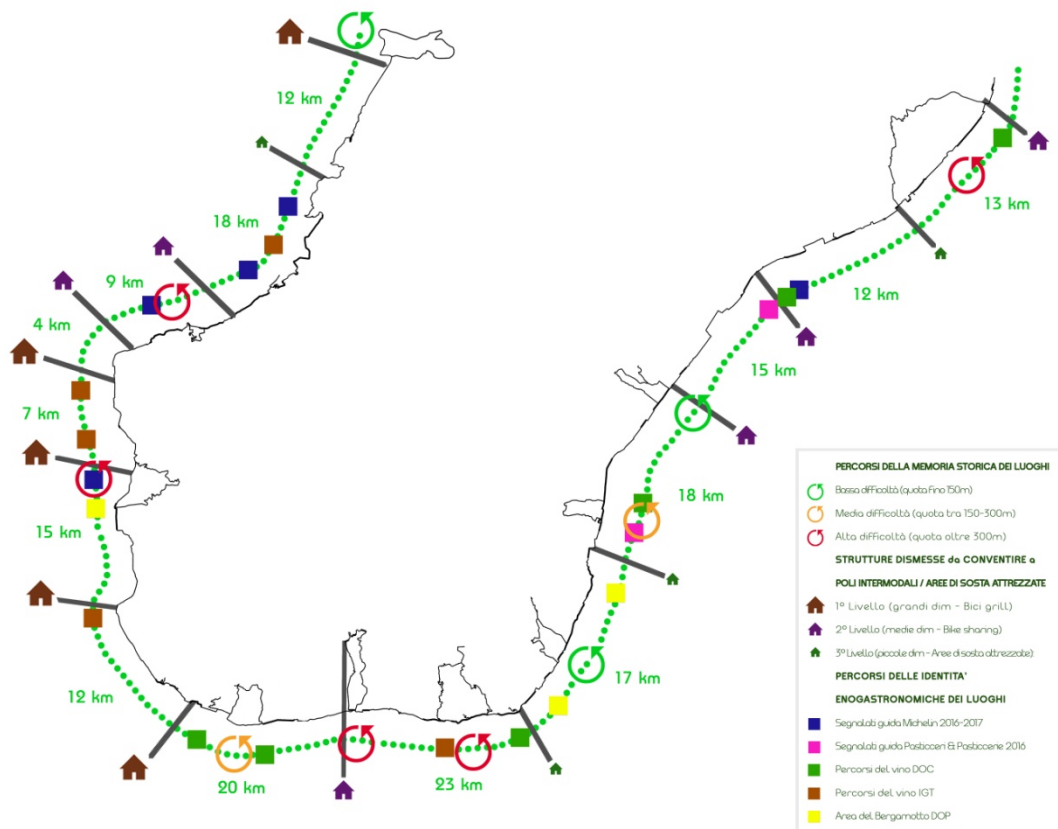 12 km
18 km
9 km
4 km
7 km
15 km
12 km
20 km
23 km
17 km
18 km
15 km
12 km
13 km
PERCORSI DELLA MEMORIA STORICA DEI LUOGHI
Bassa difficoltà (quota fino 150m)
Media difficoltà (quota tra 150-300m)
Alta difficoltà (quota oltre 300m)
STRUTTURE DISMESSE da CONVENTIRE a
POLI INTERMODALI / AREE DI SOSTA ATTREZZATE
1º Livello (grandi dim - Bici grill)
2º Livello (medie dim - Bike sharing)
3º Livello (piccole dim - Aree di sosta attrezzate)
PERCORSI DELLE IDENTITA'
ENOGASTRONOMICHE DEI LUOGHI
Segnalati guida Michelin 2016-2017
Segnalati guida Pasticceri & Pasticcerie 2016
Percorsi del vino DOC
Percorsi del vino IGT
Area del Bergamotto DOP